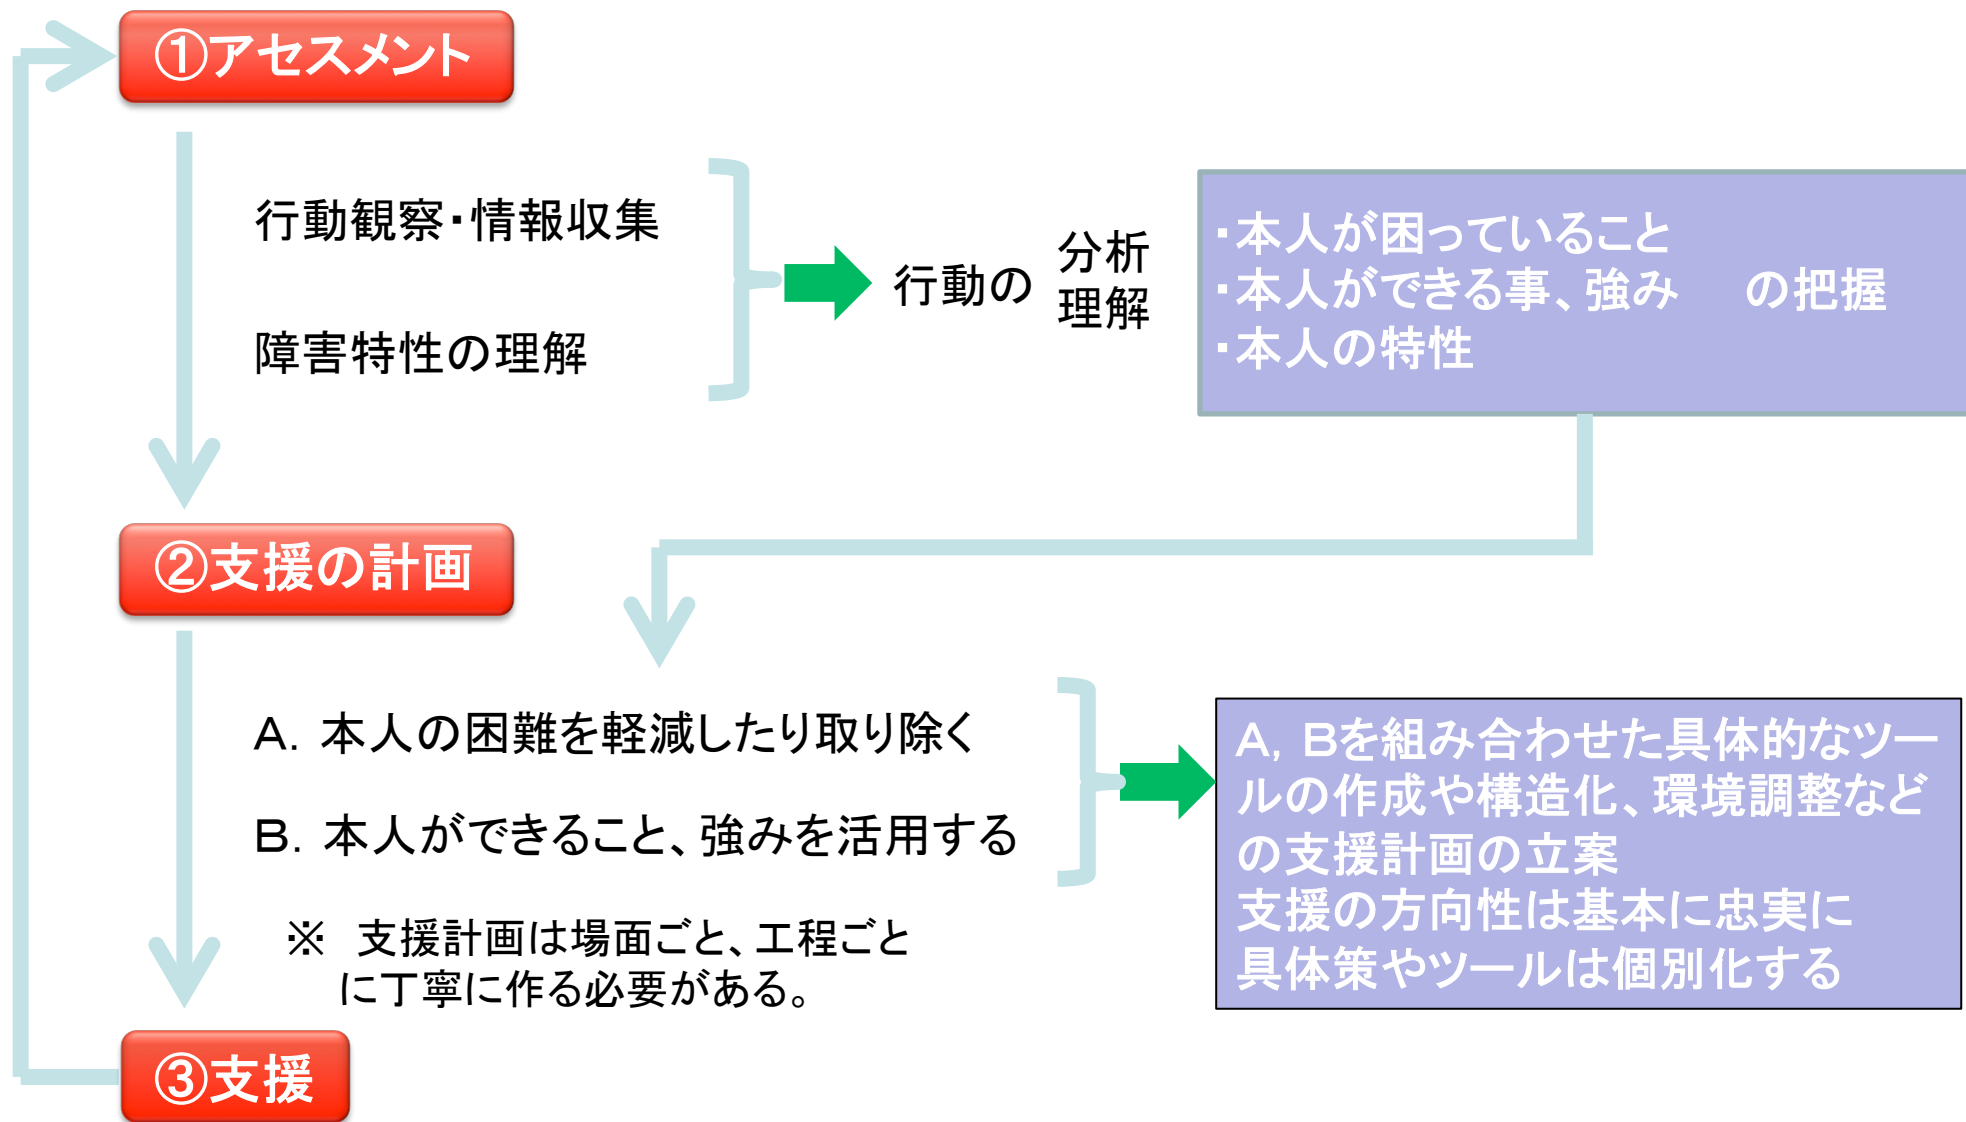 ①アセスメント
行動観察・情報収集
障害特性の理解
行動の
分析
理解
・本人が困っていること
・本人ができる事、強み　の把握
・本人の特性
②支援の計画
A. 本人の困難を軽減したり取り除く
B. 本人ができること、強みを活用する
※　支援計画は場面ごと、工程ごと
に丁寧に作る必要がある。
A, Bを組み合わせた具体的なツー
ルの作成や構造化、環境調整など
の支援計画の立案
支援の方向性は基本に忠実に
具体策やツールは個別化する
③支援